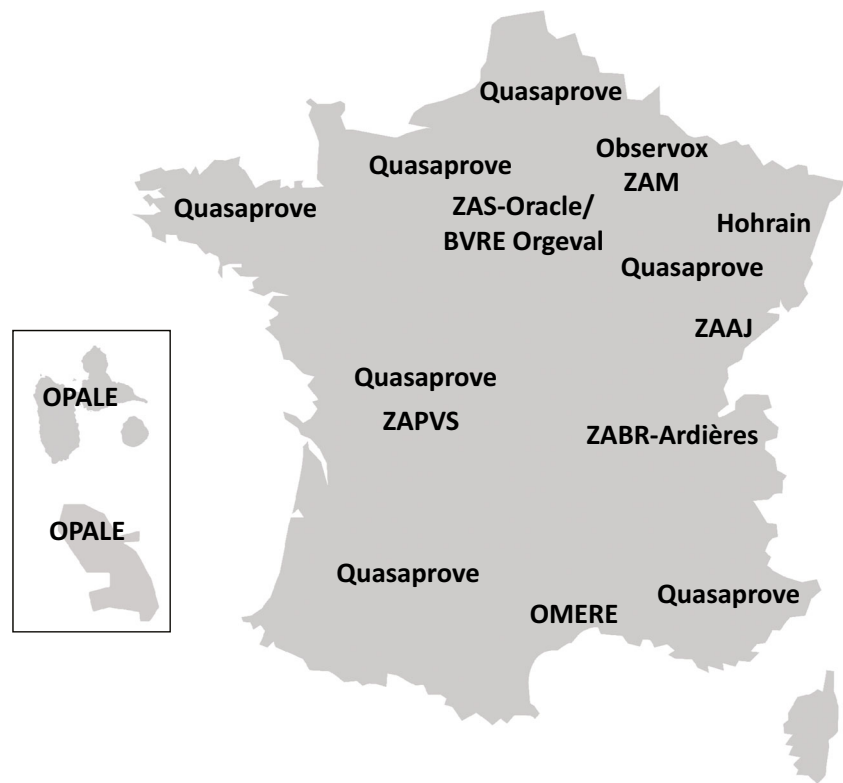 Quasaprove
Observox
ZAM
Quasaprove
Quasaprove
ZAS-Oracle/
BVRE Orgeval
Hohrain
Quasaprove
ZAAJ
Quasaprove
ZAPVS
ZABR-Ardières
OPALE
OPALE
Quasaprove
OMERE
Quasaprove